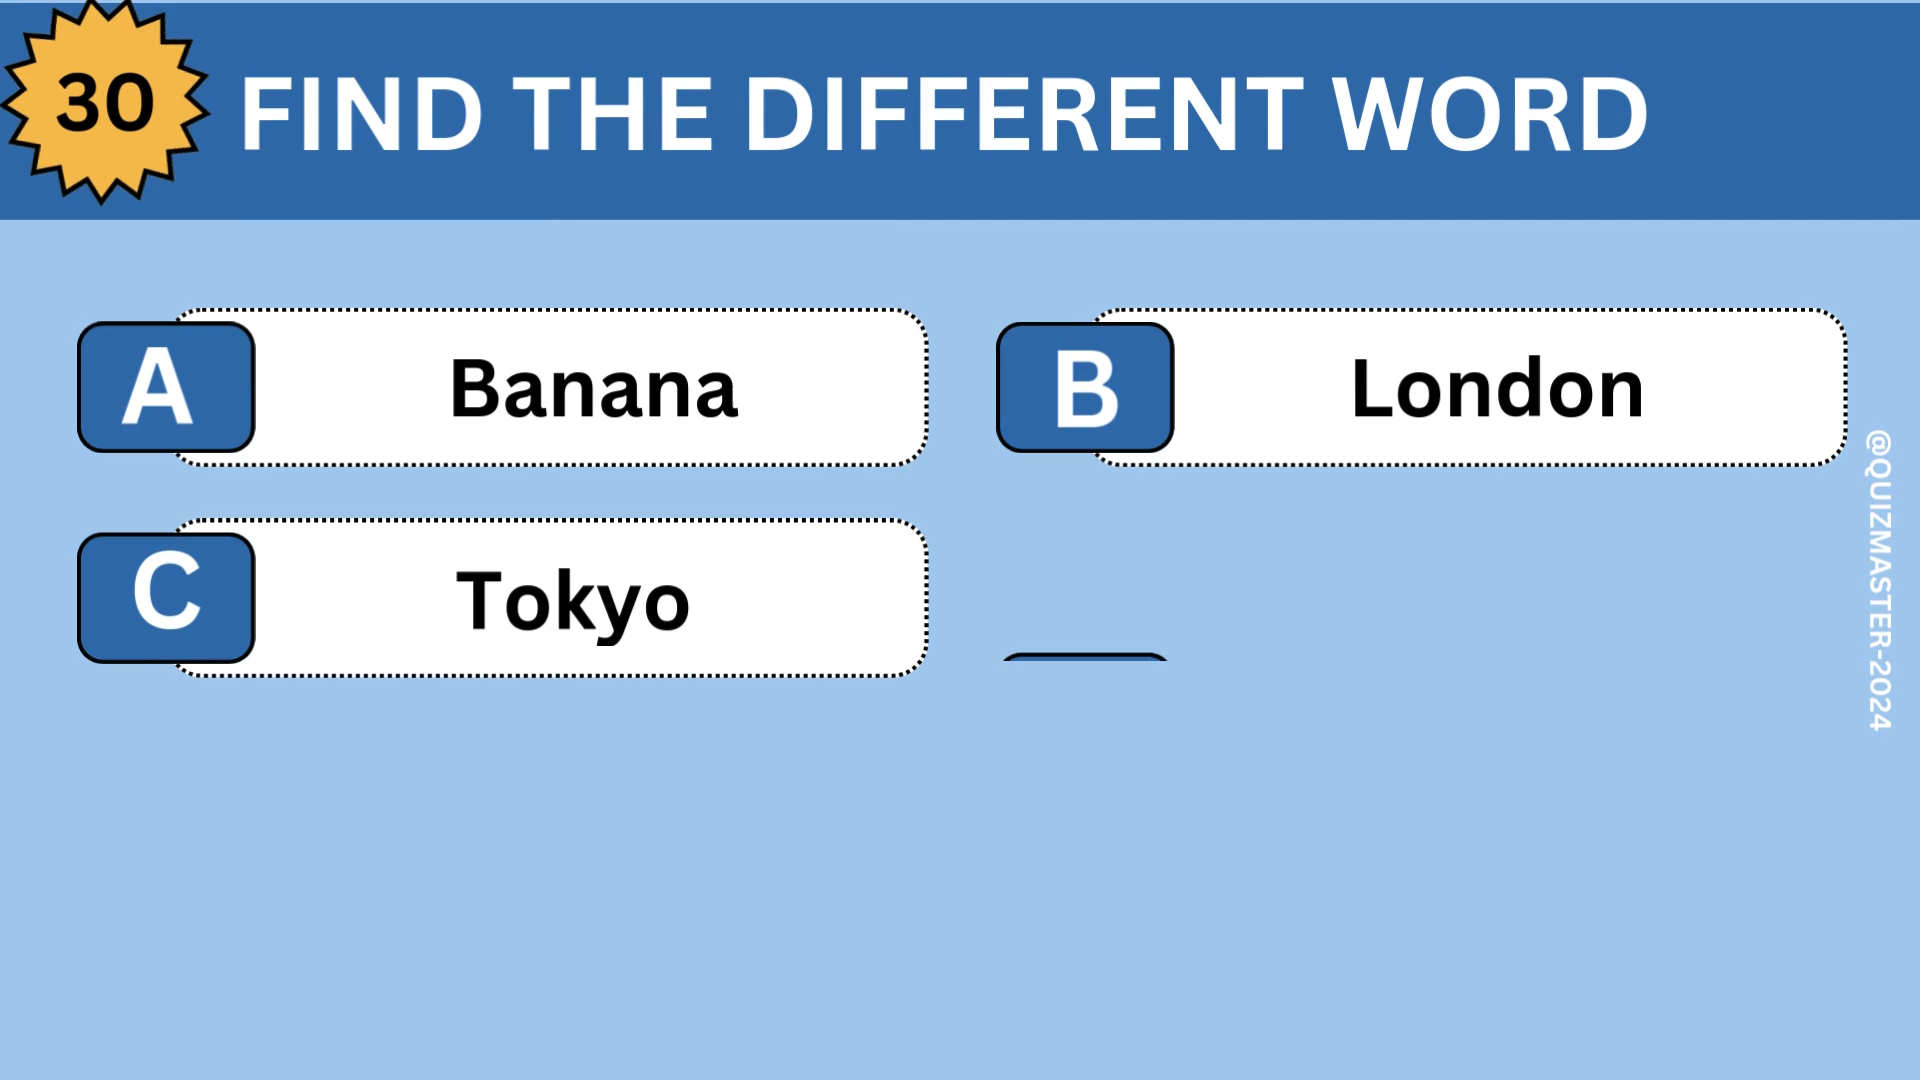 30
FIND THE DIFFERENT WORD
A
Banana
B
London
C
Tokyo
@QUIZMASTER-2024